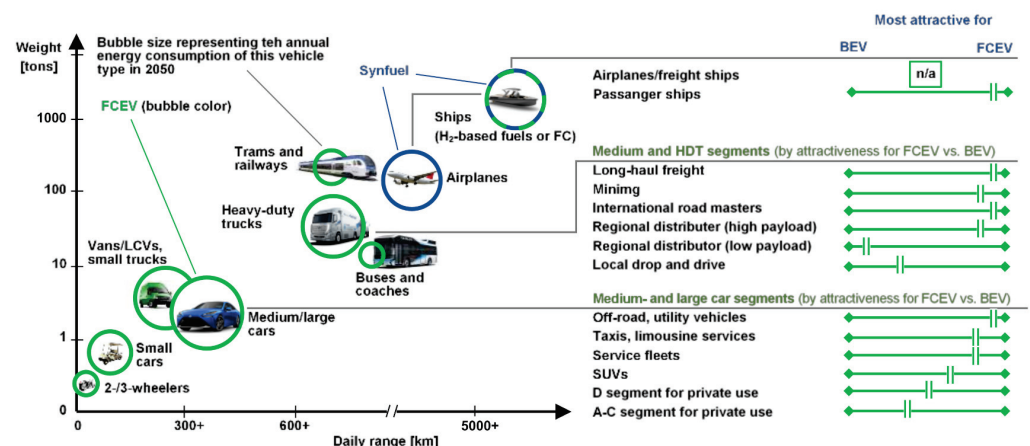 Most attractive for
BEV
FCEV
Weight
[tons]
Bubble size representing teh annual
energy consumption of this vehicle
type in 2050
FCEV (bubble color)
Synfuel
Airplanes/freight ships
n/a
Passanger ships
1000
Ships
(H₂-based fuels or FC)
Trams and
railways
Airplanes
Medium and HDT segments (by attractiveness for FCEV vs. BEV)
Long-haul freight
Minimg
International road masters
Regional distributer (high payload)
Regional distributor (low payload)
Local drop and drive
100
Heavy-duty
trucks
Vans/LCVs,
small trucks
10
Buses and
coaches
Medium/large
cars
Medium- and large car segments (by attractiveness for FCEV vs. BEV)
Off-road, utility vehicles
Taxis, limousine services
Service fleets
SUVs
D segment for private use
A-C segment for private use
1
Small
cars
2-/3-wheelers
0
0
300+
600+
5000+
Daily range [km]